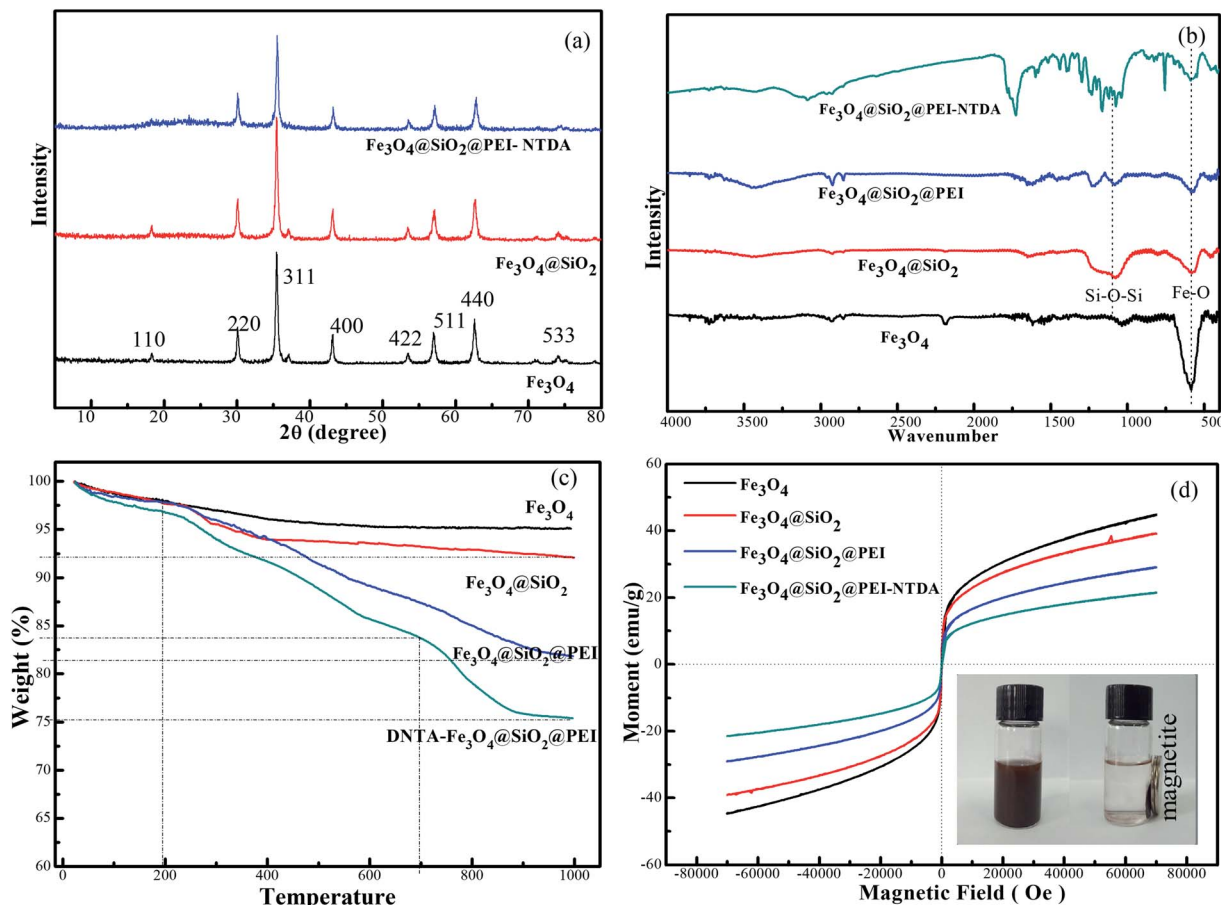 (a)
Intensity
Fe3O4@SiO2@PEI- NTDA
Fe3O4@SiO2
311
110
220
400
422
511
440
533
Fe3O4
10 20 30 40 50 60 70 80
2θ (degree)
(b)
Intensity
Fe3O4@SiO2@PEI-NTDA
Fe3O4@SiO2@PEI
Fe3O4@SiO2
Si-O-Si
Fe-O
Fe3O4
4000 3500 3000 2500 2000 1500 1000 500
Wavenumber
(c)
Weight (%)
100
95
90
85
80
75
70
65
60
Fe3O4
Fe3O4@SiO2
Fe3O4@SiO2@PEI
DNTA-Fe3O4@SiO2@PEI
0 200 400 600 800 1000
Temperature
(d)
Moment (emu/g)
60
40
20
0
-20
-40
-60
Fe3O4
Fe3O4@SiO2
Fe3O4@SiO2@PEI
Fe3O4@SiO2@PEI-NTDA
magnetite
-80000 -60000 -40000 -20000 0 20000 40000 60000 80000
Magnetic Field ( Oe )